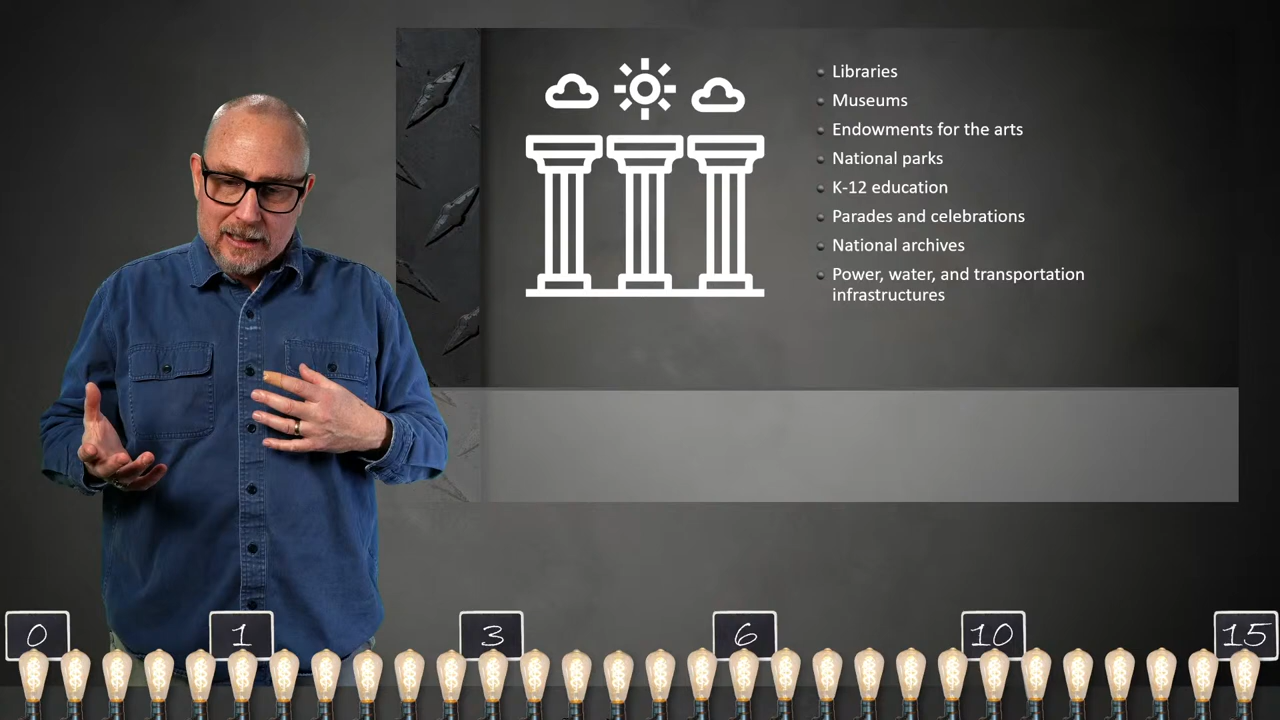 Libraries
Museums
Endowments for the arts
National parks
K-12 education
Parades and celebrations
National archives
Power, water, and transportation
infrastructures
0
1
3
6
10
15